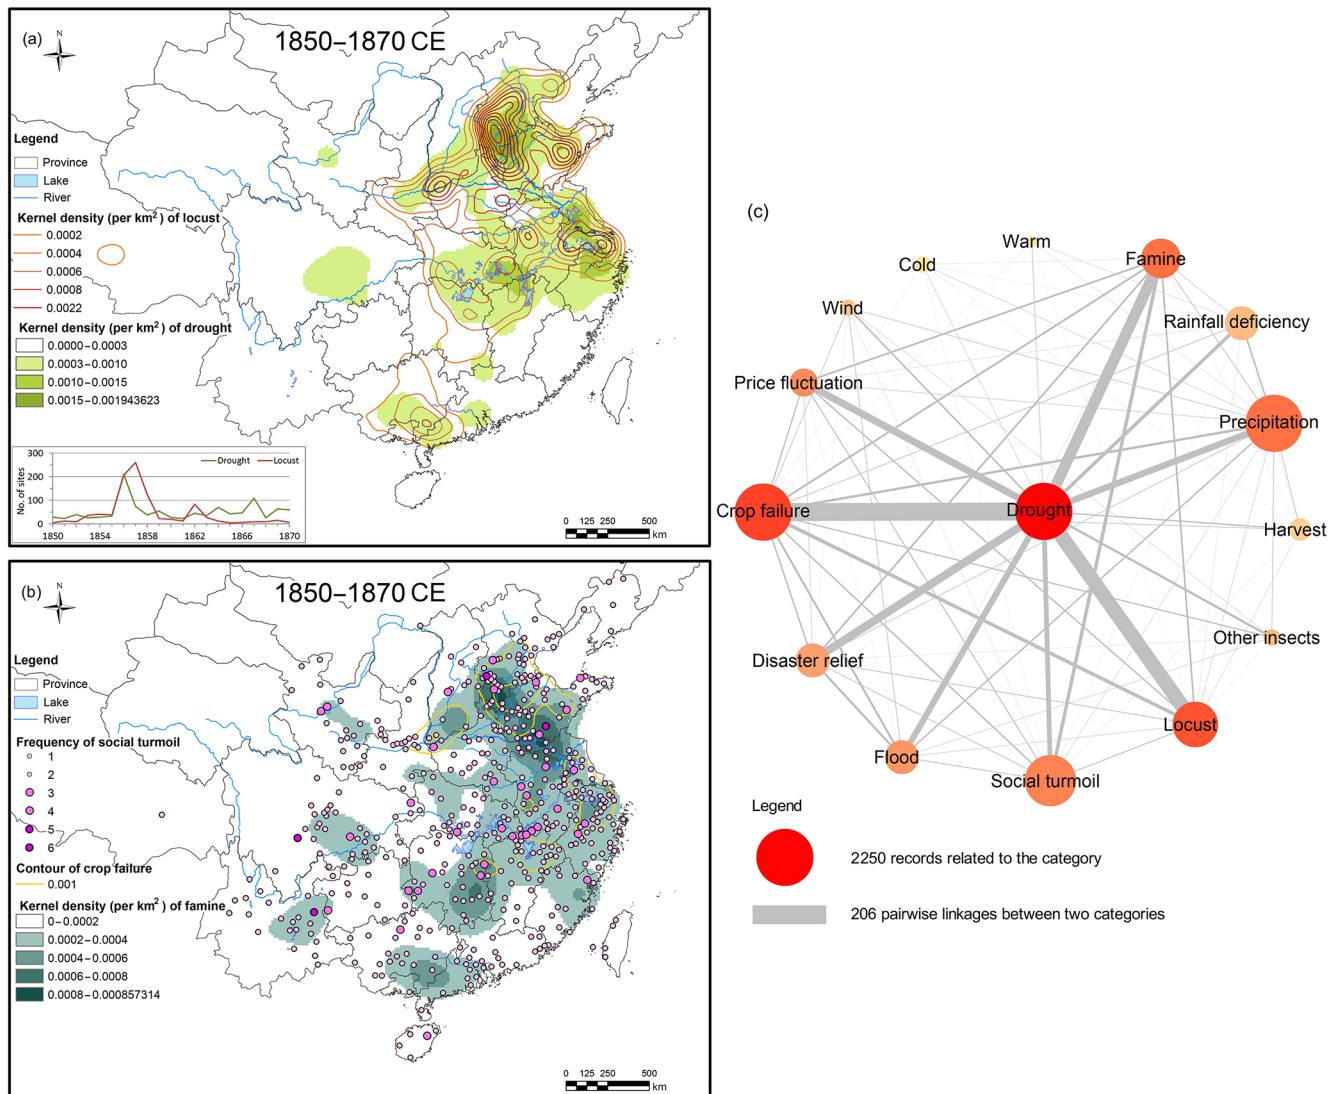 (a)
1850–1870 CE
N
Legend
Province
Lake
River
Kernel density (per km2) of locust
0.0002
0.0004
0.0006
0.0008
0.0022
Kernel density (per km2) of drought
0.0000–0.0003
0.0003–0.0010
0.0010–0.0015
0.0015–0.001943623
No. of sites
300
200
100
0
Drought
Locust
1850
1854
1858
1862
1866
1870
0 125 250 500
km
(b)
1850–1870 CE
N
Legend
Province
Lake
River
Frequency of social turmoil
1
2
3
4
5
6
Contour of crop failure
0.001
Kernel density (per km2) of famine
0–0.0002
0.0002–0.0004
0.0004–0.0006
0.0006–0.0008
0.0008–0.000857314
0 125 250 500
km
(c)
Warm
Famine
Cold
Wind
Rainfall deficiency
Price fluctuation
Precipitation
Crop failure
Drought
Harvest
Other insects
Disaster relief
Locust
Flood
Social turmoil
Legend
2250 records related to the category
206 pairwise linkages between two categories